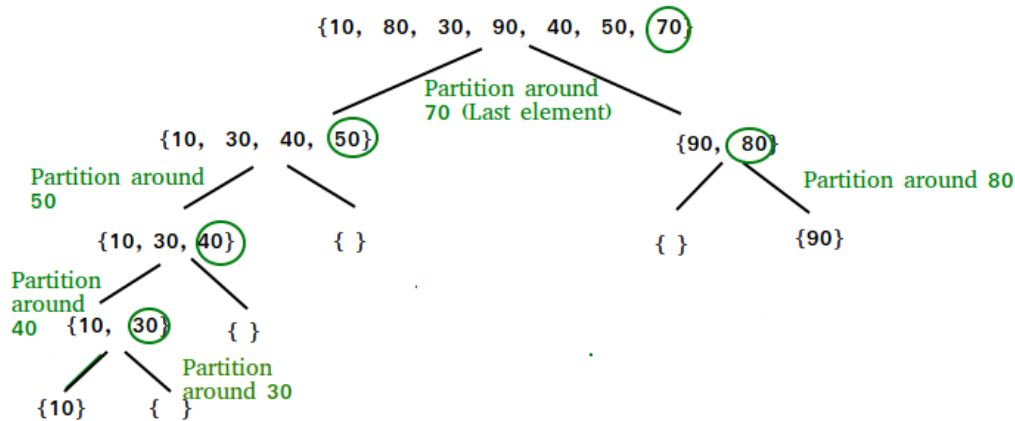 {10, 80, 30, 90, 40, 50, 70}
Partition around
70 (Last element)
{10, 30, 40, 50}
{90, 80}
Partition around
50
Partition around 80
{10, 30, 40}
{ }
{ }
{90}
Partition
around
40
{10, 30}
{ }
Partition
around 30
{10}
{ }